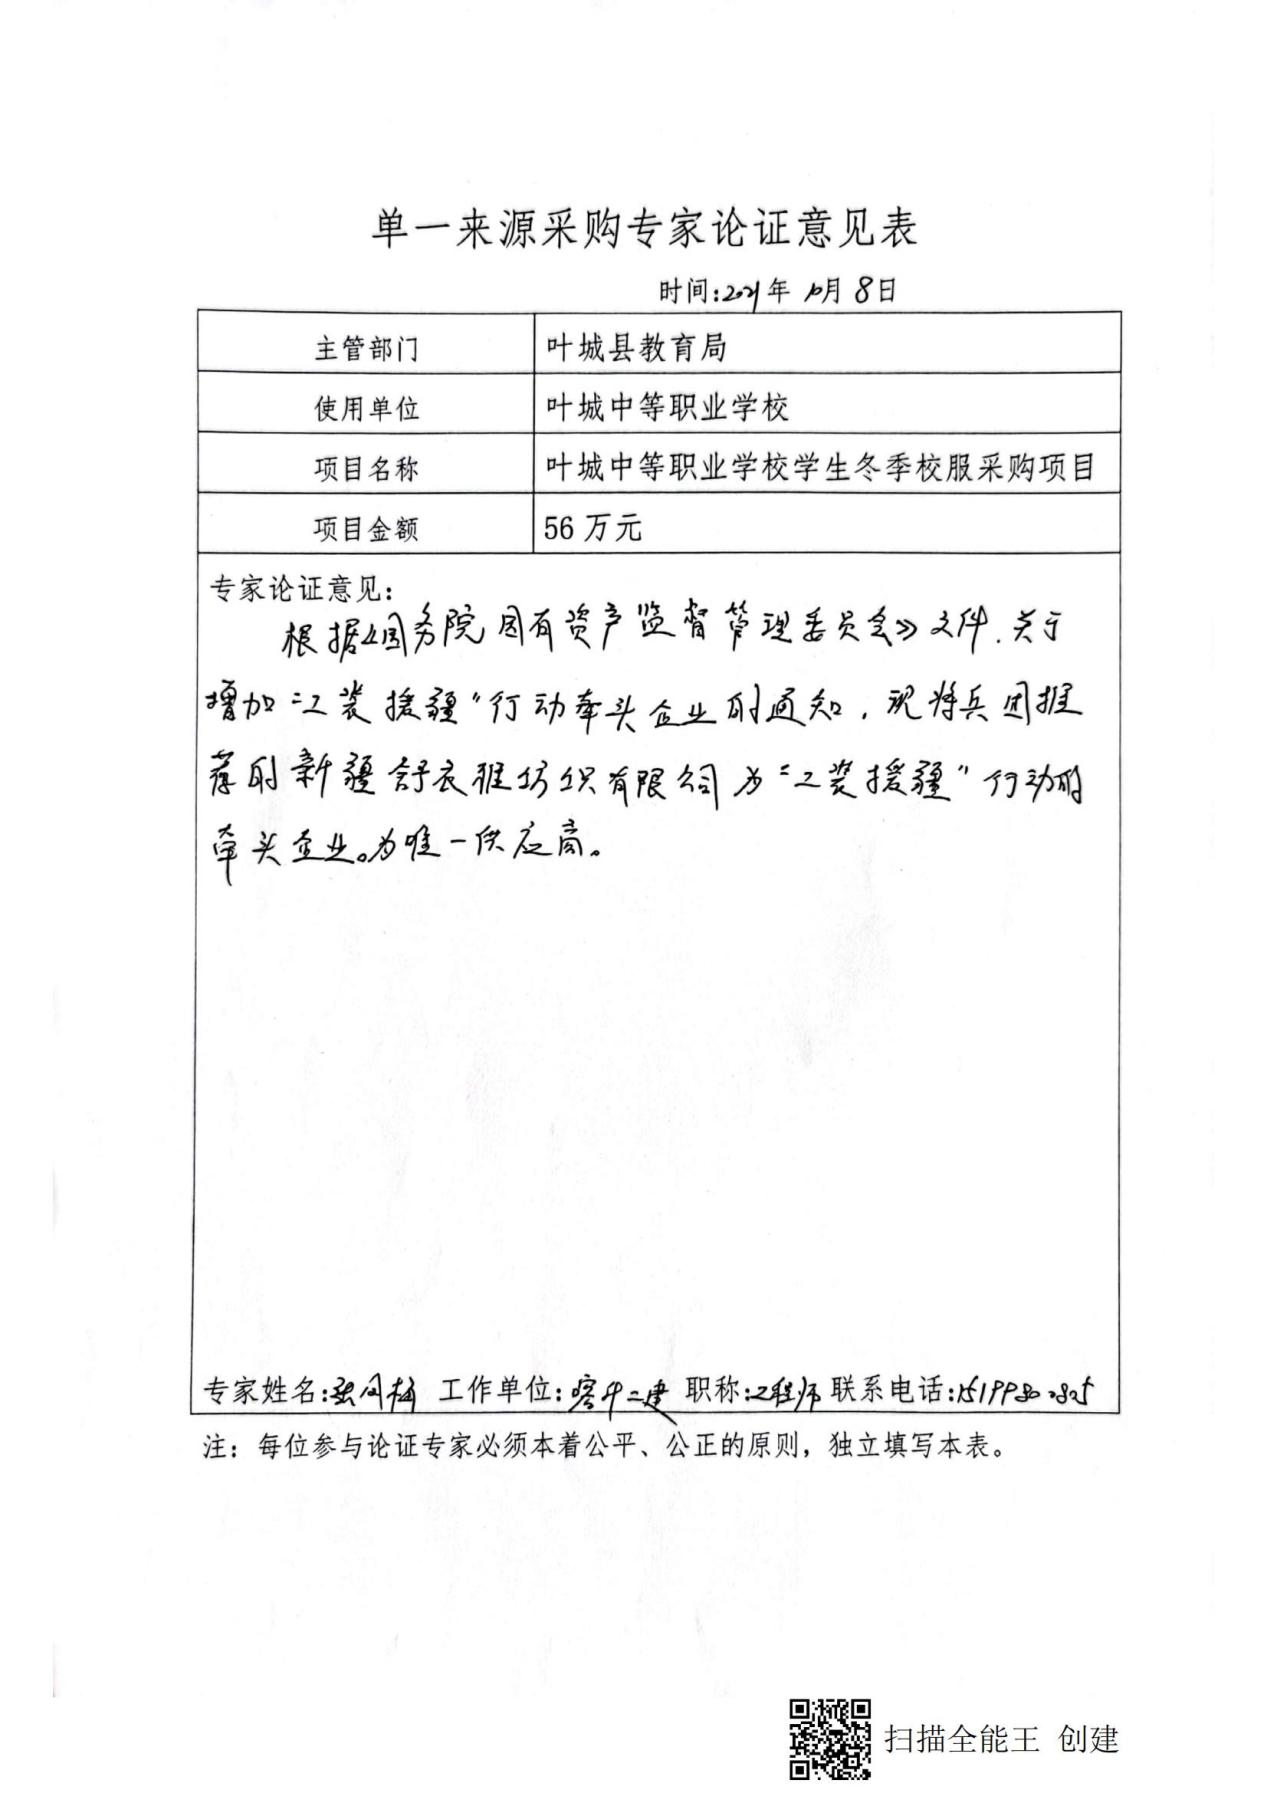 单一来源采购专家论证意见表
时间:2021年 10月 8日
主管部门 叶城县教育局
使用单位 叶城中等职业学校
项目名称 叶城中等职业学校学生冬季校服采购项目
项目金额 56万元
专家论证意见:
根据《国务院国有资产监督管理委员会》文件.关于
增加“工装援疆”行动牵头企业的通知，现将兵团推
荐的新疆舒衣雅纺织有限公司为“工装援疆”行动的
牵头企业。为唯一供应商。
专家姓名: 工作单位:喀什二建 职称:工程师 联系电话:
注：每位参与论证专家必须本着公平、公正的原则，独立填写本表。
扫描全能王 创建